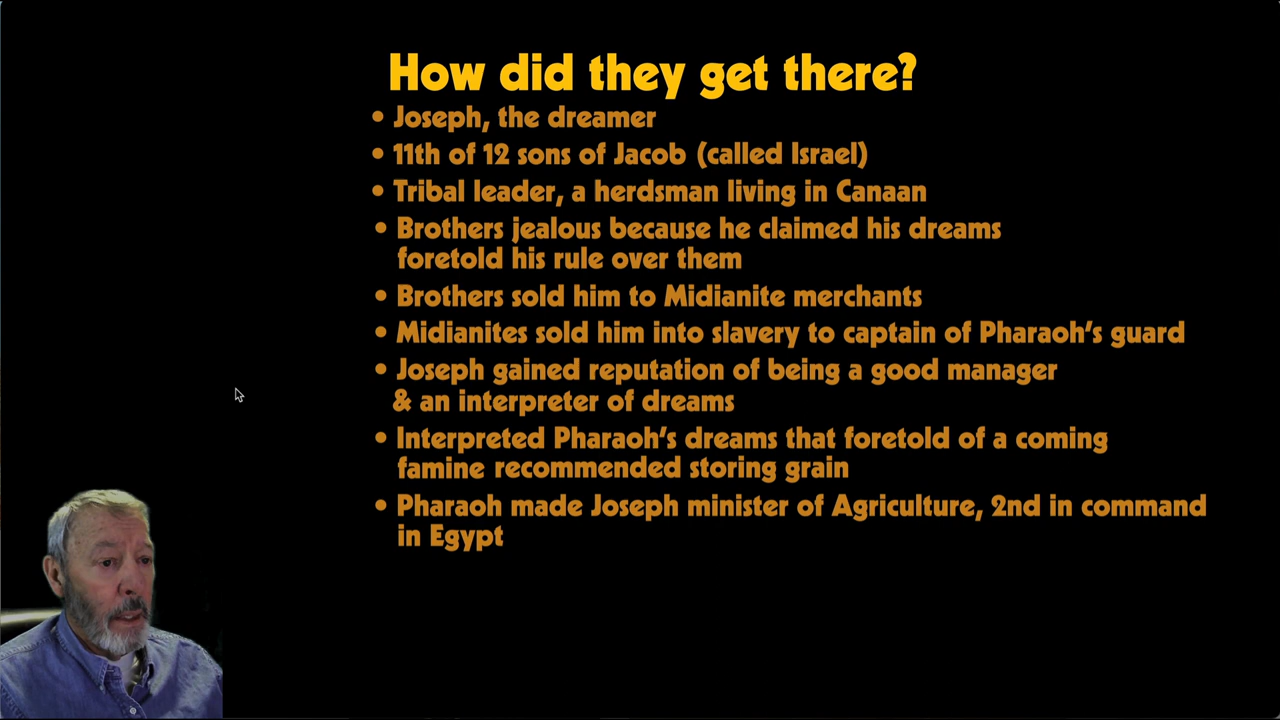 How did they get there?
• Joseph, the dreamer
• 11th of 12 sons of Jacob (called Israel)
• Tribal leader, a herdsman living in Canaan
• Brothers jealous because he claimed his dreams
foretold his rule over them
• Brothers sold him to Midianite merchants
• Midianites sold him into slavery to captain of Pharaoh's guard
• Joseph gained reputation of being a good manager
& an interpreter of dreams
• Interpreted Pharaoh's dreams that foretold of a coming
famine recommended storing grain
• Pharaoh made Joseph minister of Agriculture, 2nd in command
in Egypt